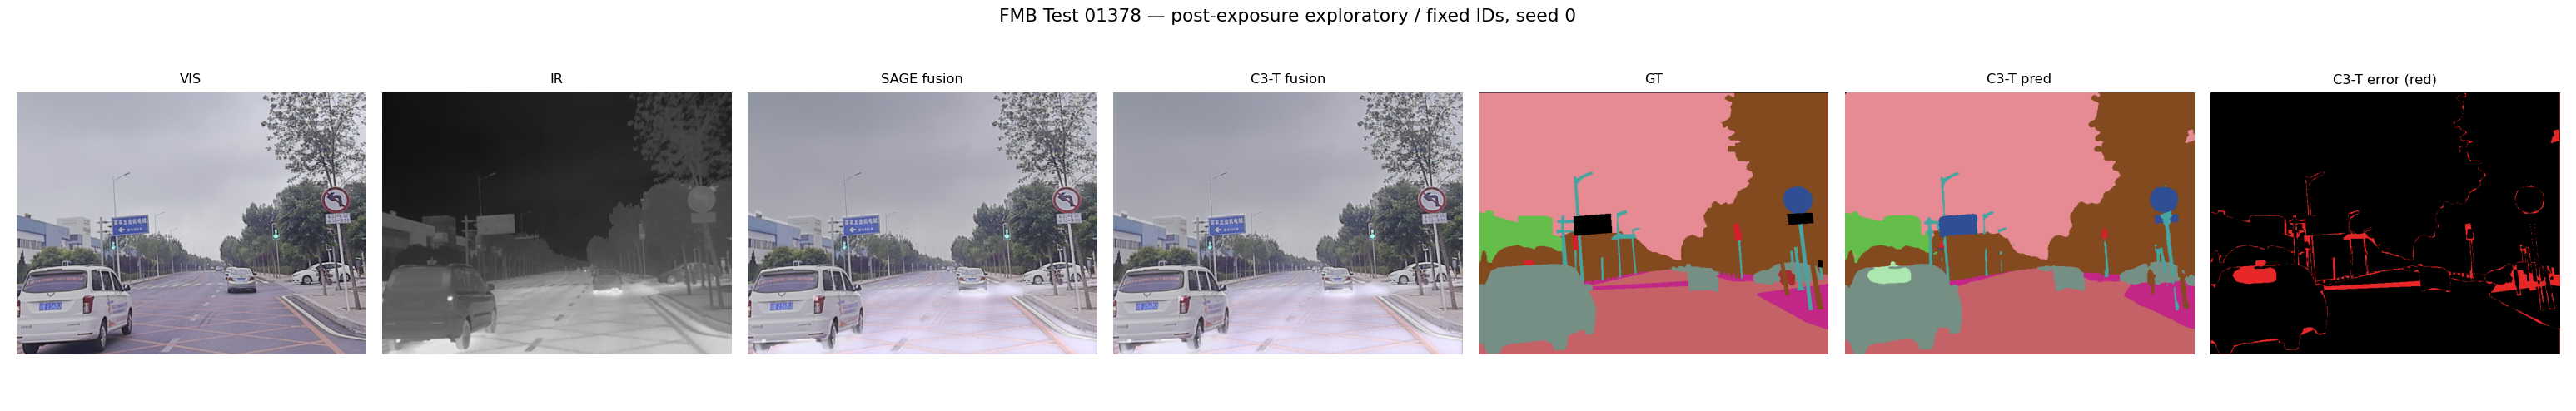 FMB Test 01378 — post-exposure exploratory / fixed IDs, seed 0
VIS
IR
SAGE fusion
C3-T fusion
GT
C3-T pred
C3-T error (red)